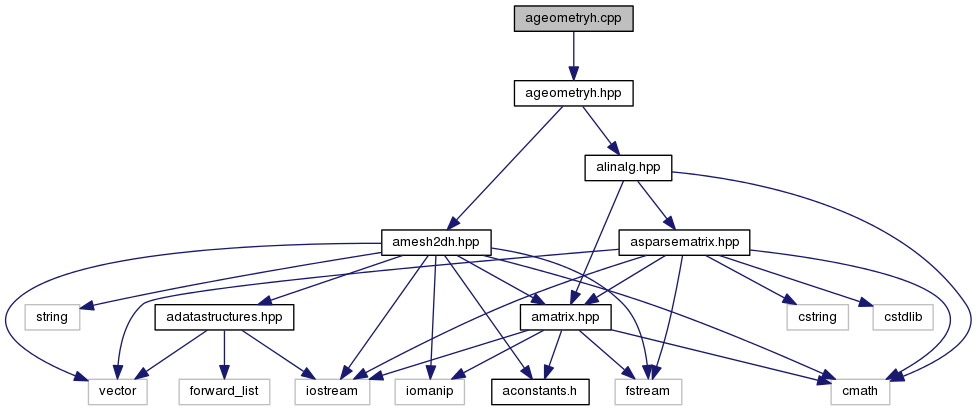 ageometryh.cpp
ageometryh.hpp
alinalg.hpp
amesh2dh.hpp
asparsematrix.hpp
string
adatastructures.hpp
amatrix.hpp
cstring
cstdlib
vector
forward_list
iostream
iomanip
aconstants.h
fstream
cmath